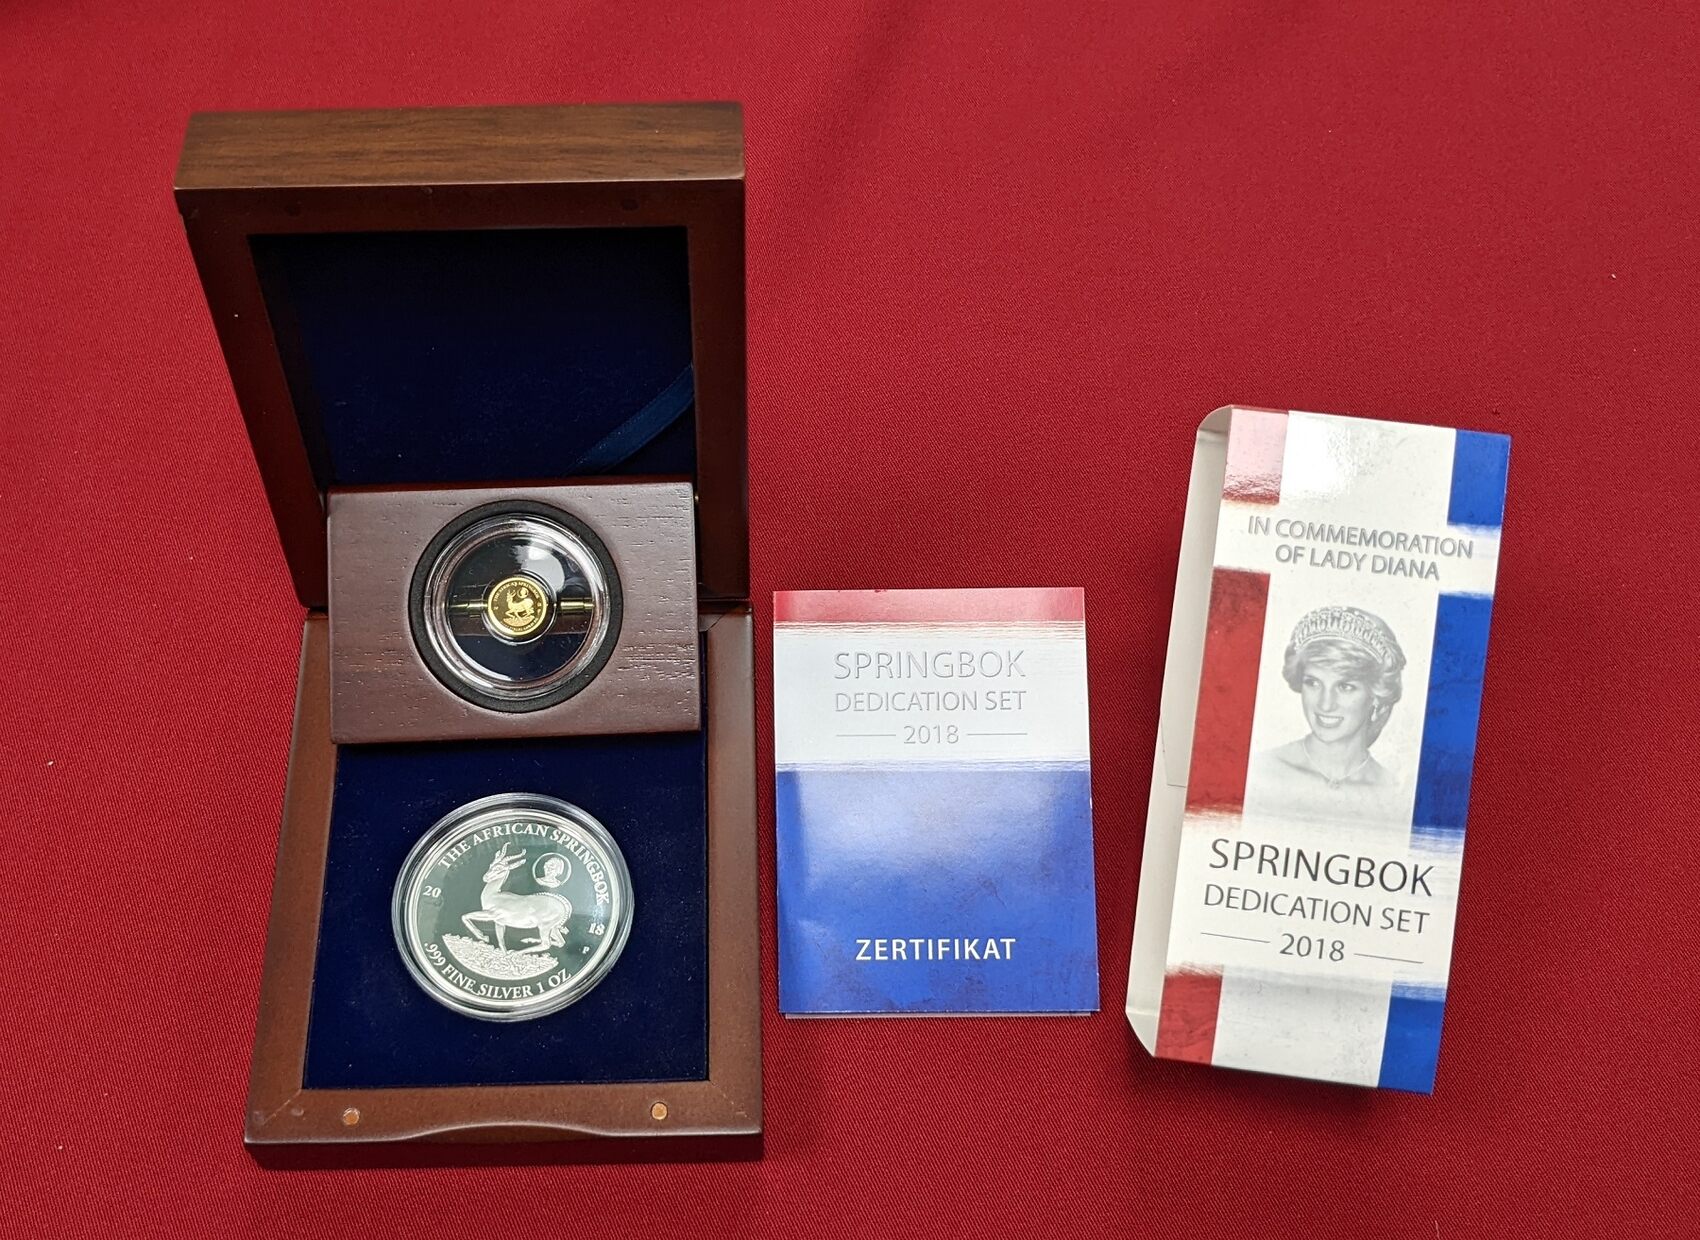 THE AFRICAN SPRINGBOK
20 18
P
.999 FINE SILVER 1 OZ
SPRINGBOK
DEDICATION SET
2018
ZERTIFIKAT
IN COMMEMORATION
OF LADY DIANA
SPRINGBOK
DEDICATION SET
2018